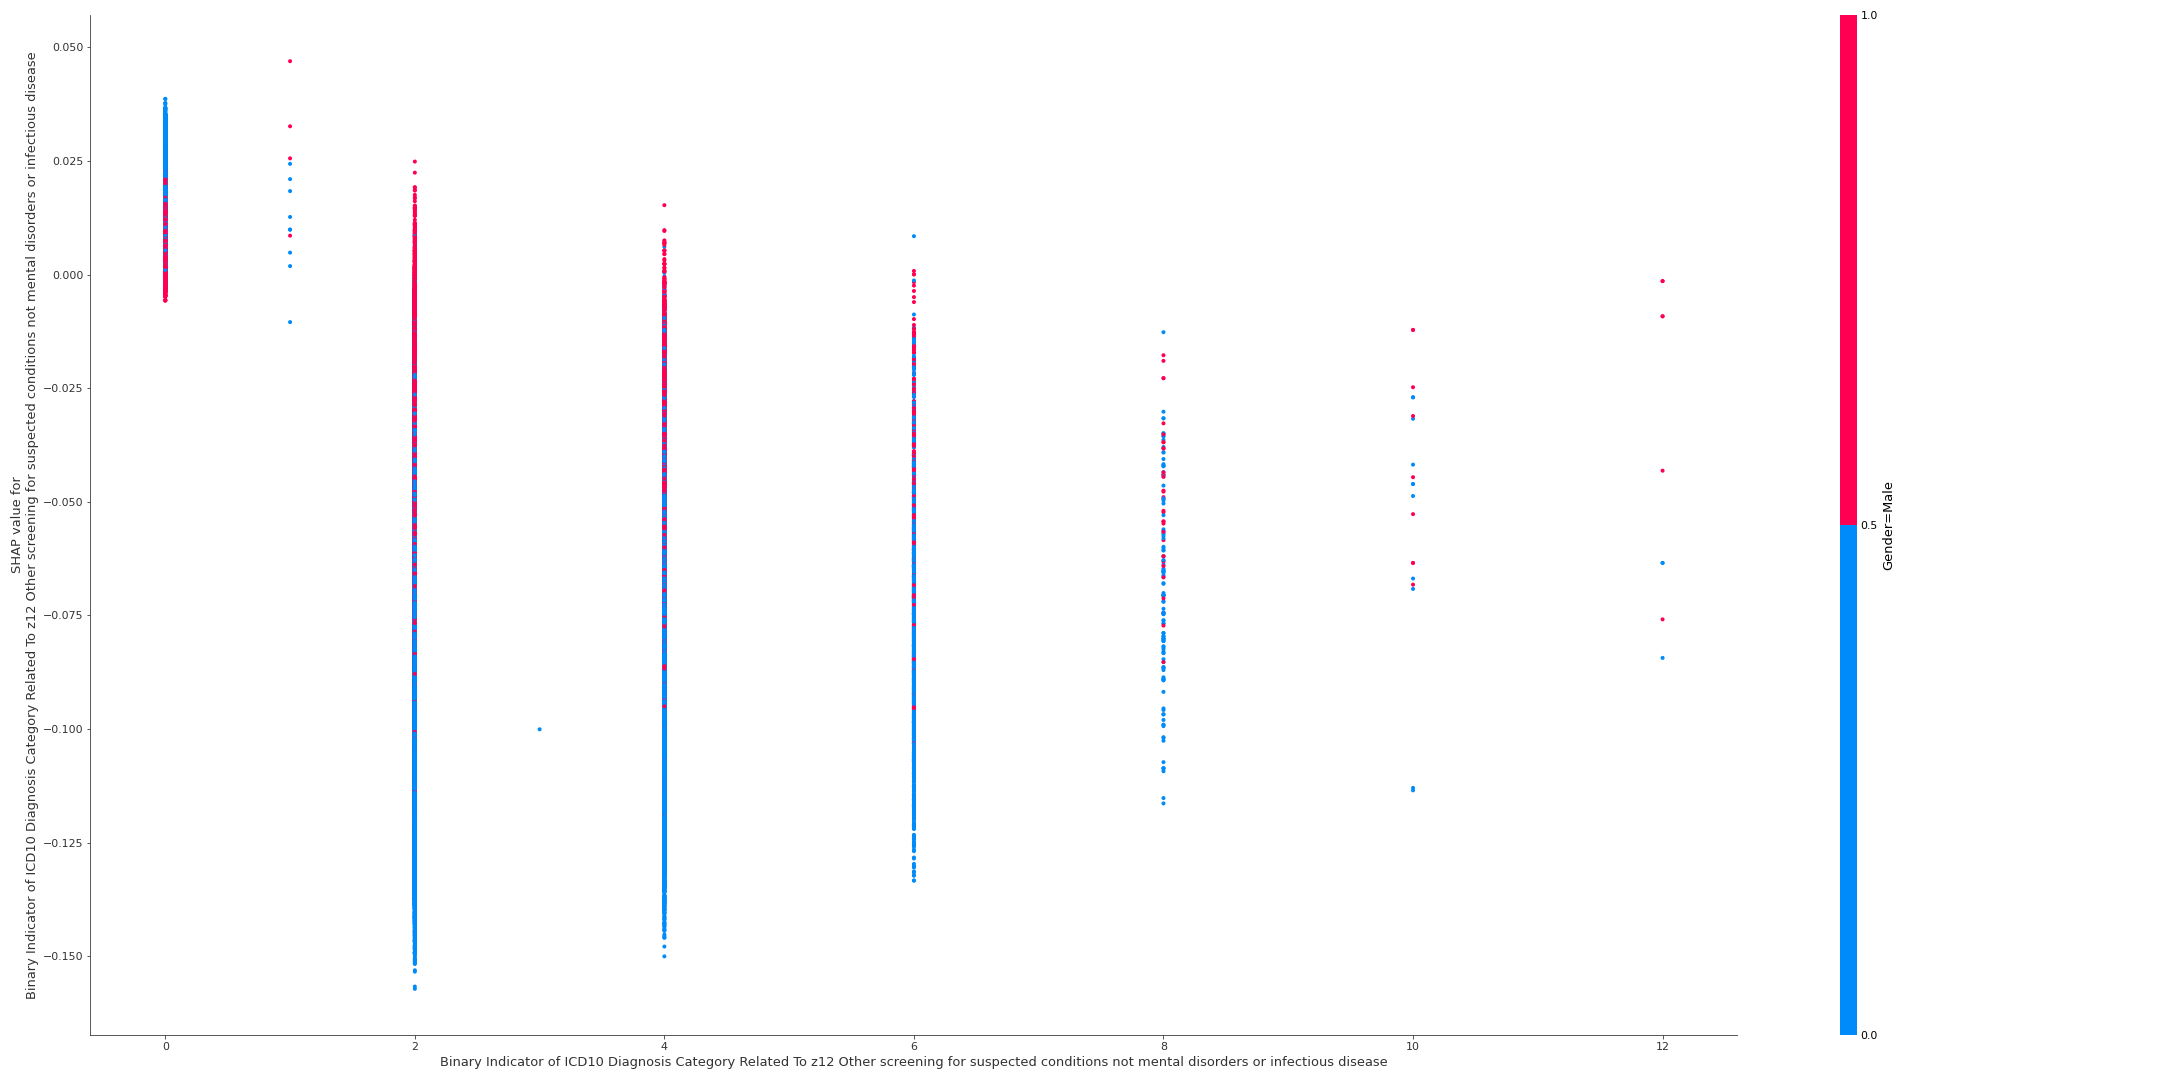 SHAP value for
Binary Indicator of ICD10 Diagnosis Category Related To z12 Other screening for suspected conditions not mental disorders or infectious disease
0.050
0.025
0.000
−0.025
−0.050
−0.075
−0.100
−0.125
−0.150
0 2 4 6 8 10 12
Binary Indicator of ICD10 Diagnosis Category Related To z12 Other screening for suspected conditions not mental disorders or infectious disease
1.0
0.5
0.0
Gender=Male